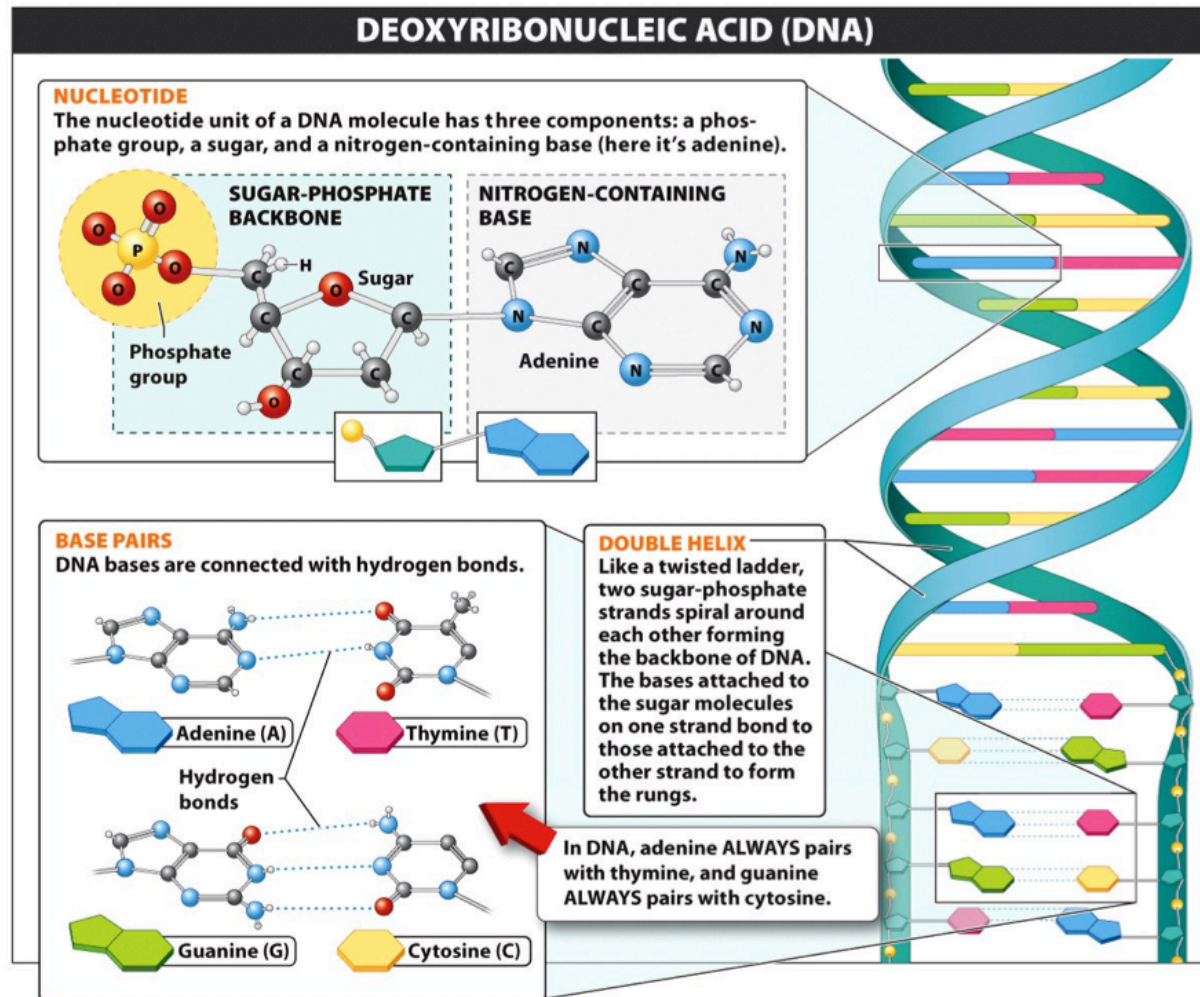 DEOXYRIBONUCLEIC ACID (DNA)
NUCLEOTIDE
The nucleotide unit of a DNA molecule has three components: a phos-
phate group, a sugar, and a nitrogen-containing base (here it's adenine).
SUGAR-PHOSPHATE
BACKBONE
NITROGEN-CONTAINING
BASE
O
O
O
O
P
C
H
Sugar
O
C
C
C
C
O
Phosphate
group
N
C
N
C
C
C
N
N
N
C
Adenine
BASE PAIRS
DNA bases are connected with hydrogen bonds.
Adenine (A)
Thymine (T)
Hydrogen
bonds
Guanine (G)
Cytosine (C)
DOUBLE HELIX
Like a twisted ladder,
two sugar-phosphate
strands spiral around
each other forming
the backbone of DNA.
The bases attached to
the sugar molecules
on one strand bond to
those attached to the
other strand to form
the rungs.
In DNA, adenine ALWAYS pairs
with thymine, and guanine
ALWAYS pairs with cytosine.